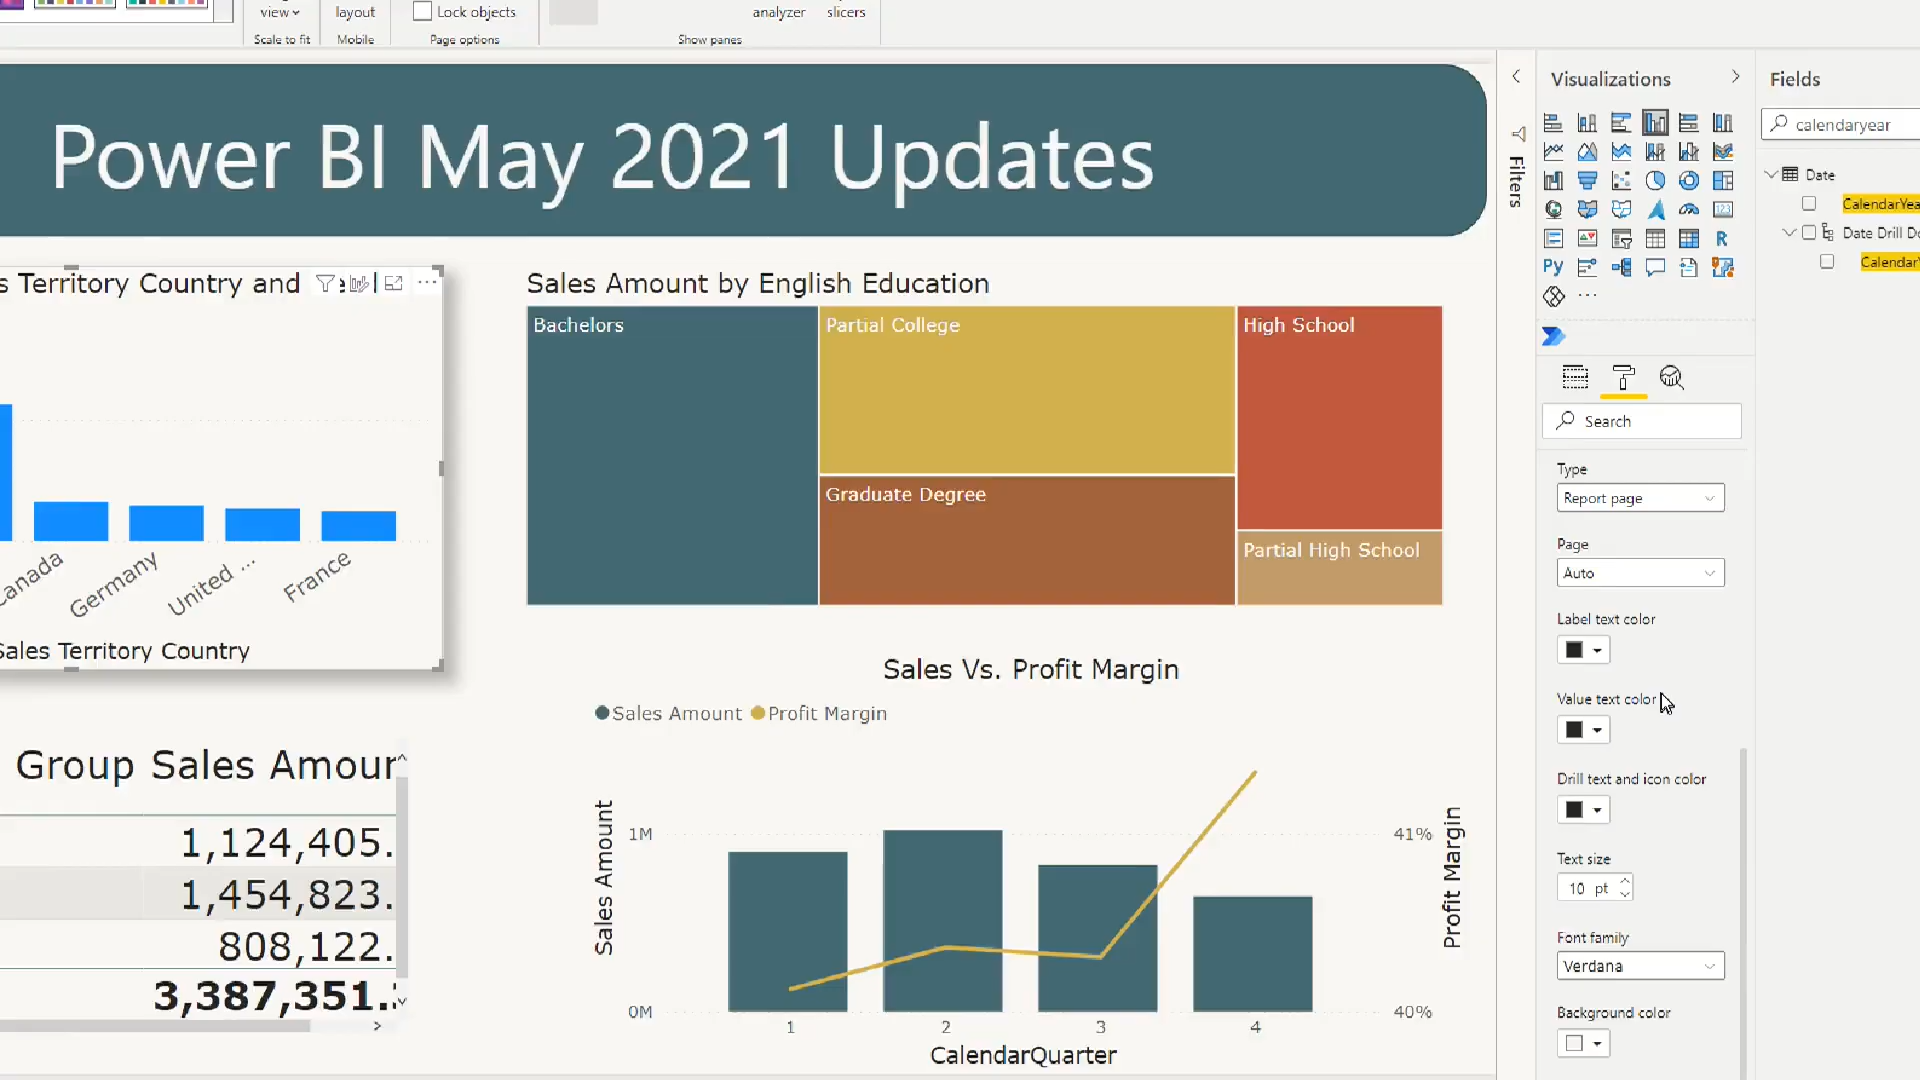 view
layout
Lock objects
analyzer
slicers
Scale to fit
Mobile
Page options
Show panes
Power BI May 2021 Updates
Filters
Visualizations
Fields
calendaryear
Date
Date Drill
123
R
Py
Search
s Territory Country and
Canada
Germany
United ...
France
Sales Territory Country
Sales Amount by English Education
Bachelors
Partial College
High School
Graduate Degree
Partial High School
Group Sales Amour
1,124,405.
1,454,823.
808,122.
3,387,351.
Sales Vs. Profit Margin
Sales Amount
Profit Margin
Sales Amount
1M
0M
1
2
3
4
CalendarQuarter
41%
40%
Profit Margin
Type
Report page
Page
Auto
Label text color
Value text color
Drill text and icon color
Text size
10 pt
Font family
Verdana
Background color